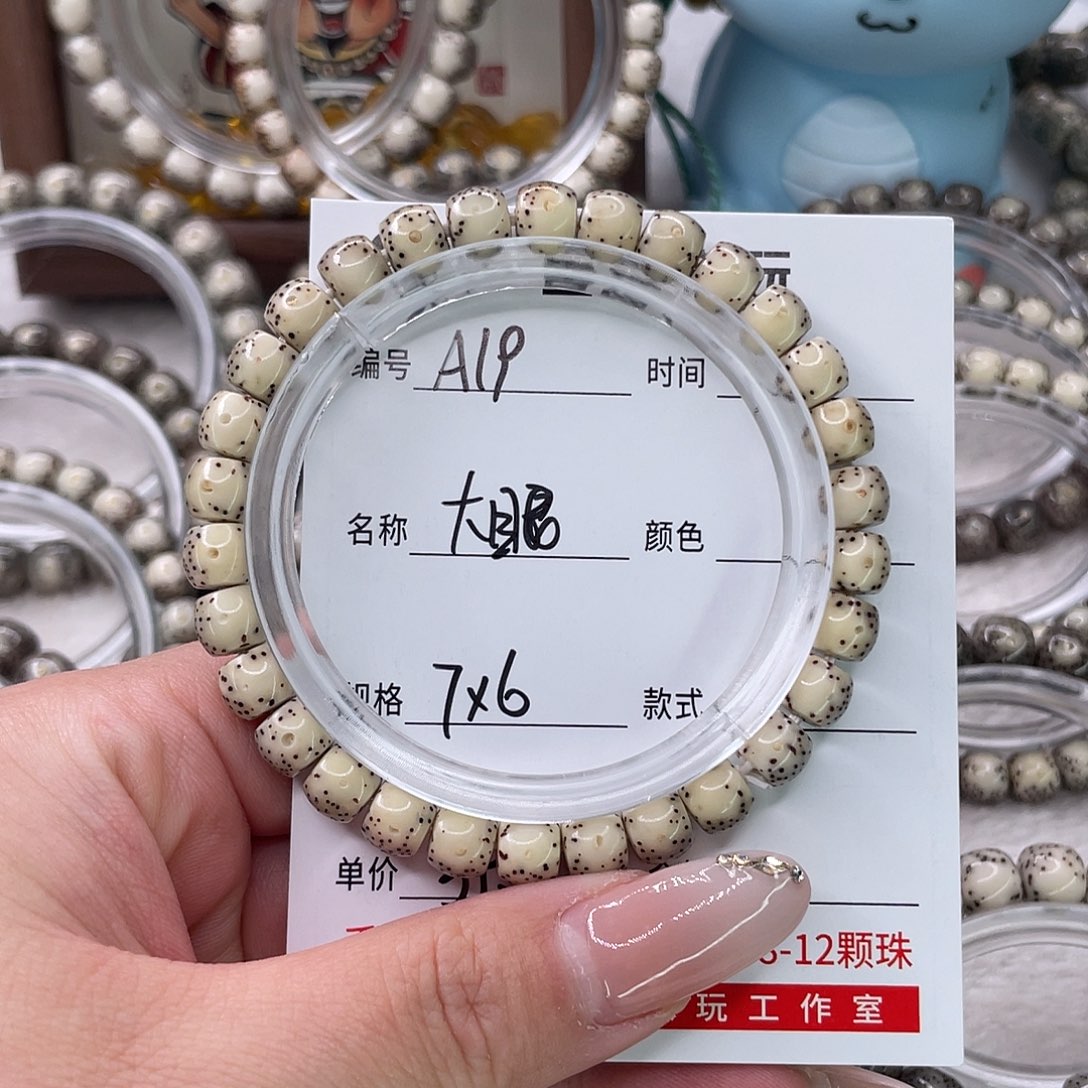 玩
编号 A19 时间
名称 大眼 颜色
规格 7x6 款式
单价
-12颗珠
玩工作室